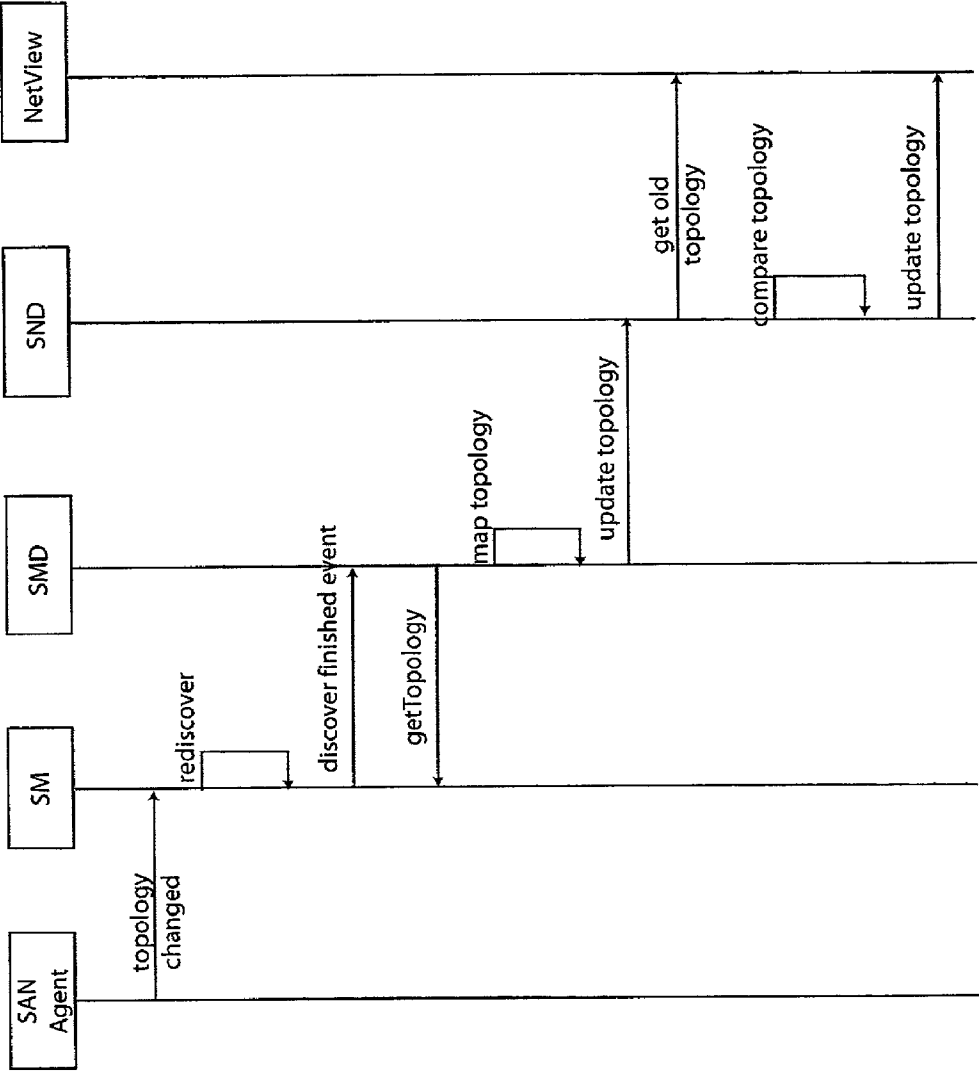 SAN
Agent
SM
SMD
SND
NetView
topology
changed
rediscover
discover finished event
getTopology
map topology
update topology
get old
topology
compare topology
update topology